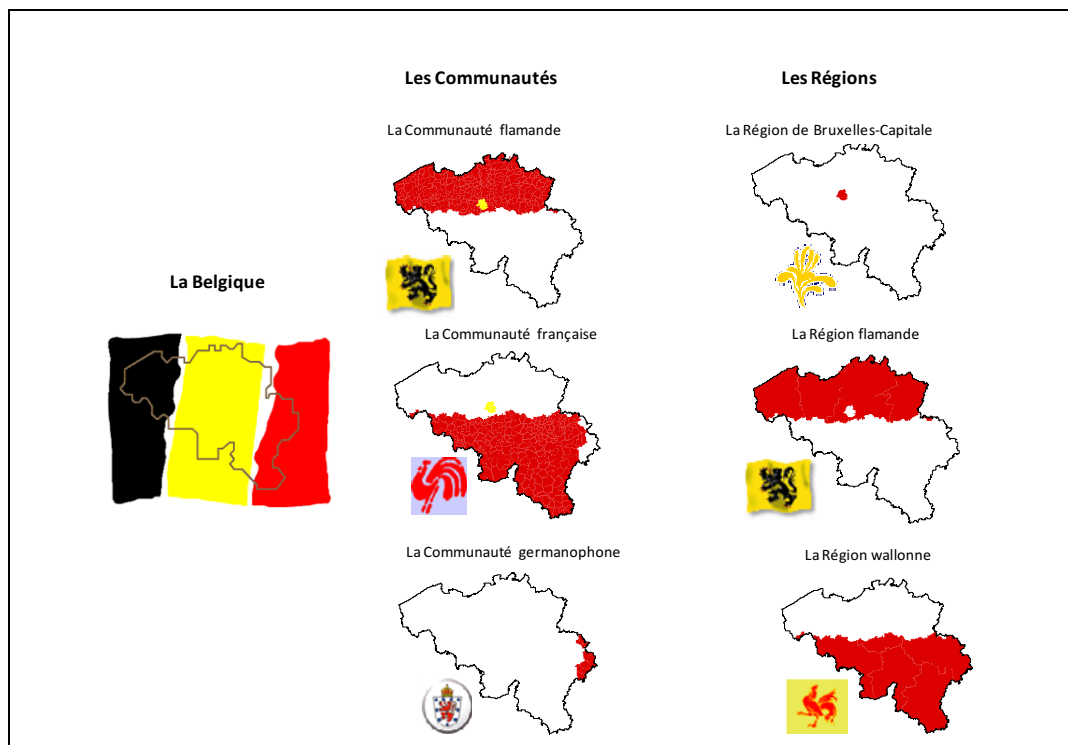 Les Communautés
Les Régions
La Communauté flamande
La Région de Bruxelles-Capitale
La Belgique
La Communauté française
La Région flamande
La Communauté germanophone
La Région wallonne